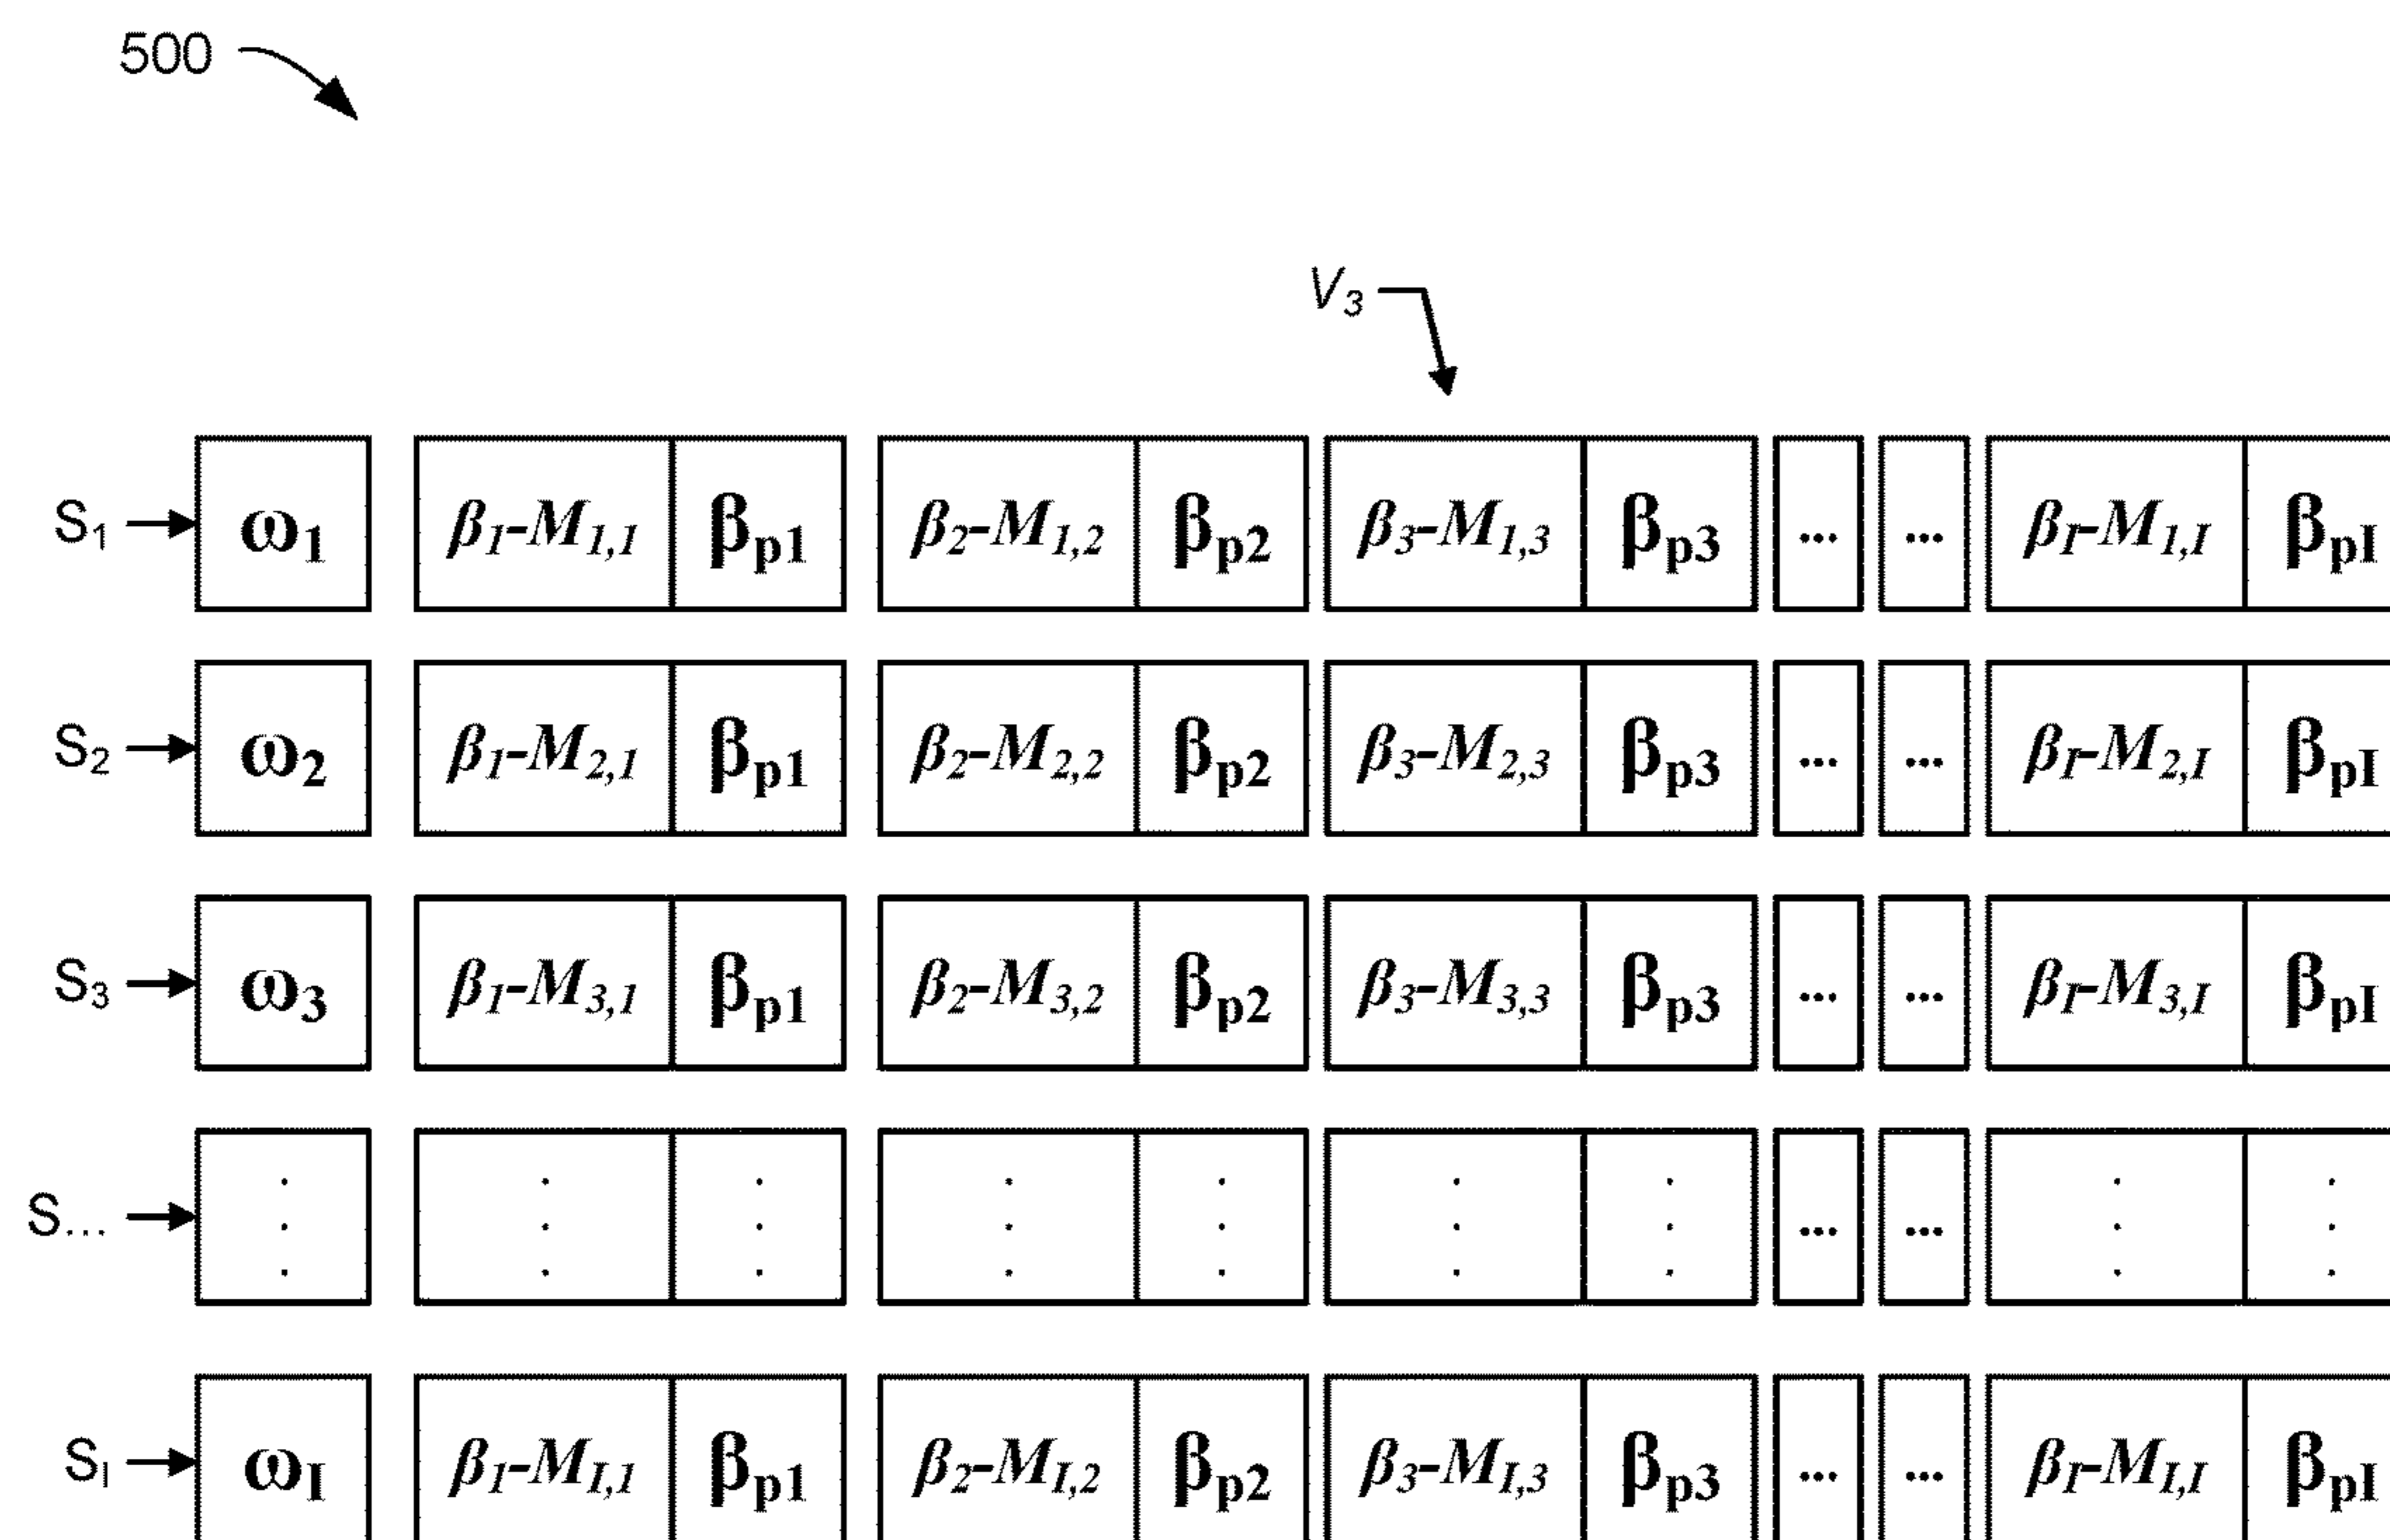 500
V₃
S₁ ω₁ β₁-M₁,₁ βp1 β₂-M₁,₂ βp2 β₃-M₁,₃ βp3 ... ... βI-M₁,I βpI
S₂ ω₂ β₁-M₂,₁ βp1 β₂-M₂,₂ βp2 β₃-M₂,₃ βp3 ... ... βI-M₂,I βpI
S₃ ω₃ β₁-M₃,₁ βp1 β₂-M₃,₂ βp2 β₃-M₃,₃ βp3 ... ... βI-M₃,I βpI
S... ⋮ ⋮ ⋮ ⋮ ⋮ ⋮ ⋮ ... ... ⋮ ⋮
SI ωI β₁-MI,₁ βp1 β₂-MI,₂ βp2 β₃-MI,₃ βp3 ... ... βI-MI,I βpI